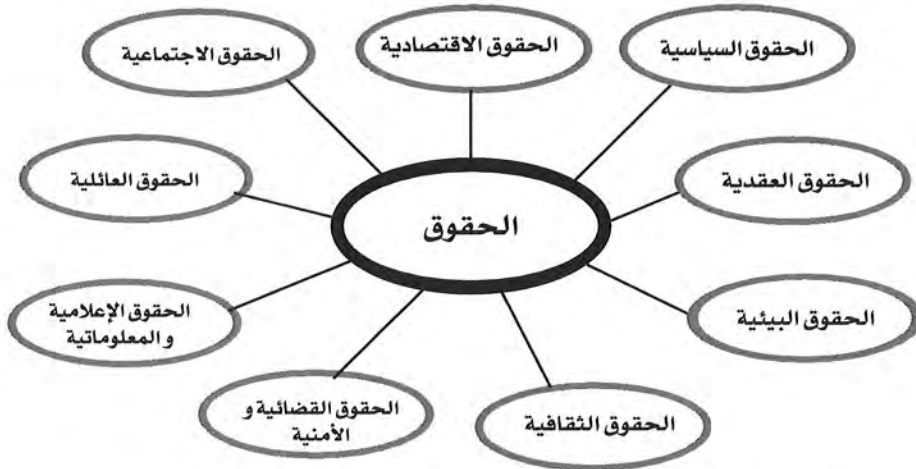 الحقوق السياسية
الحقوق الاقتصادية
الحقوق الاجتماعية
الحقوق العقدية
الحقوق العائلية
الحقوق
الحقوق البيئية
الحقوق الإعلامية
و المعلوماتية
الحقوق الثقافية
الحقوق القضائية و
الأمنية